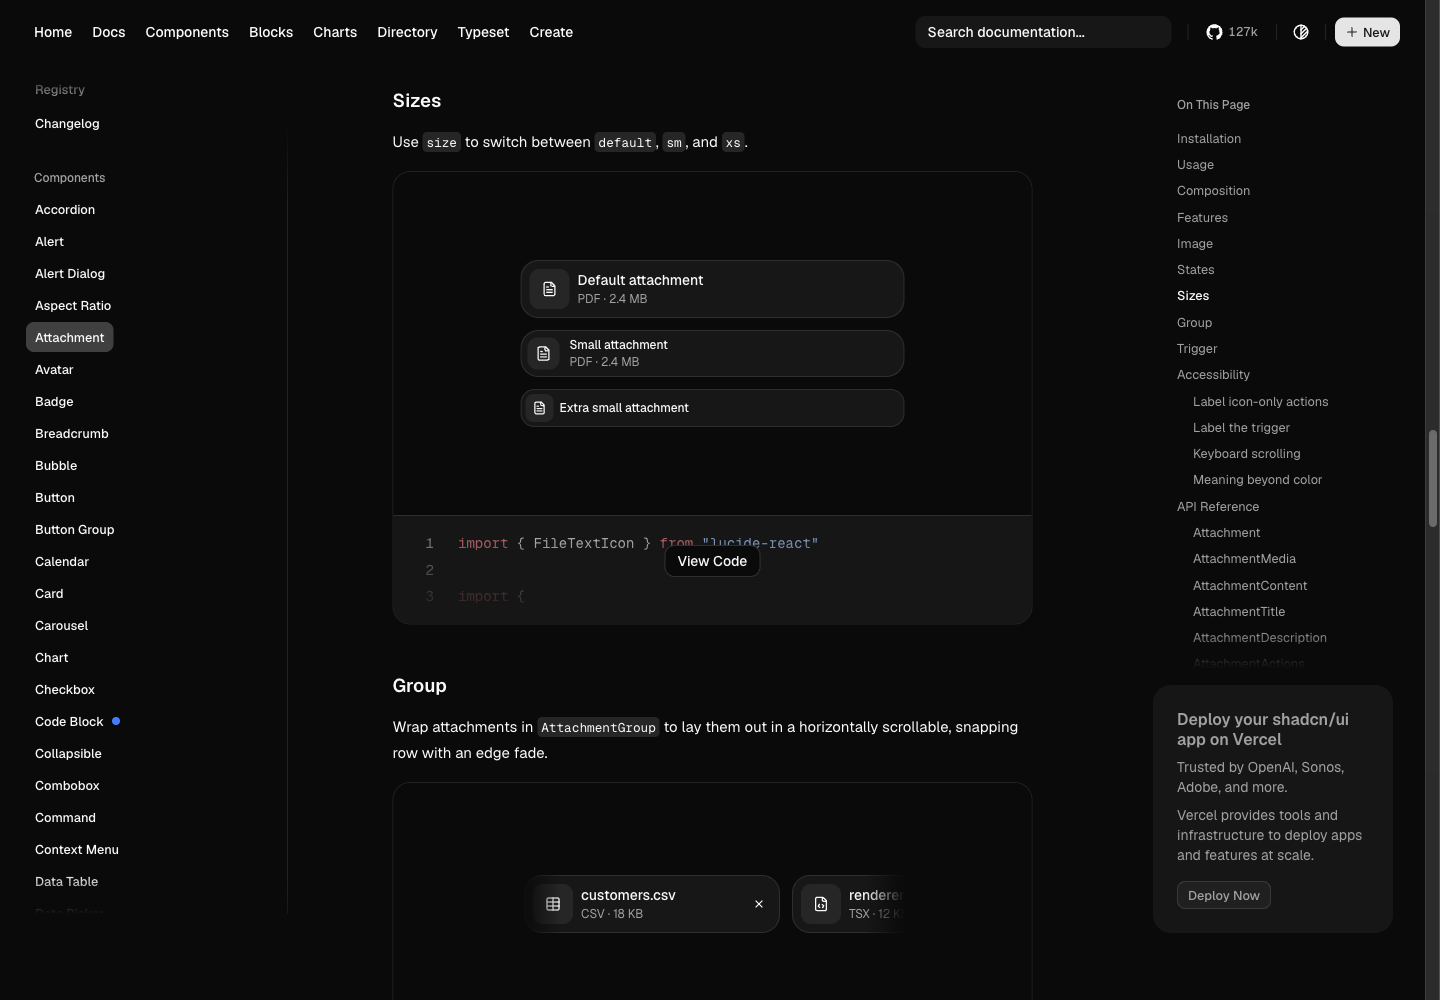 Home Docs Components Blocks Charts Directory Typeset Create
Search documentation...
127k
New
Registry
Changelog
Components
Accordion
Alert
Alert Dialog
Aspect Ratio
Attachment
Avatar
Badge
Breadcrumb
Bubble
Button
Button Group
Calendar
Card
Carousel
Chart
Checkbox
Code Block
Collapsible
Combobox
Command
Context Menu
Data Table
Sizes
Use size to switch between default, sm, and xs.
Default attachment
PDF · 2.4 MB
Small attachment
PDF · 2.4 MB
Extra small attachment
1 import { FileTextIcon } from "lucide-react"
2
3 import {
View Code
Group
Wrap attachments in AttachmentGroup to lay them out in a horizontally scrollable, snapping
row with an edge fade.
customers.csv
CSV · 18 KB
renderer
TSX · 12 K
On This Page
Installation
Usage
Composition
Features
Image
States
Sizes
Group
Trigger
Accessibility
Label icon-only actions
Label the trigger
Keyboard scrolling
Meaning beyond color
API Reference
Attachment
AttachmentMedia
AttachmentContent
AttachmentTitle
AttachmentDescription
AttachmentActions
Deploy your shadcn/ui
app on Vercel
Trusted by OpenAI, Sonos,
Adobe, and more.
Vercel provides tools and
infrastructure to deploy apps
and features at scale.
Deploy Now